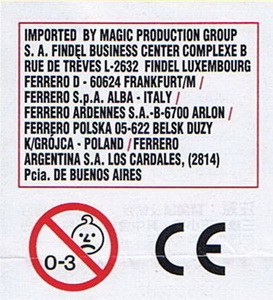 IMPORTED BY MAGIC PRODUCTION GROUP
S. A. FINDEL BUSINESS CENTER COMPLEXE B
RUE DE TRÈVES L-2632 FINDEL LUXEMBOURG
FERRERO D - 60624 FRANKFURT/M /
FERRERO S.p.A. ALBA - ITALY /
FERRERO ARDENNES S.A.-B-6700 ARLON /
FERRERO POLSKA 05-622 BELSK DUZY
K/GRÓJCA - POLAND / FERRERO
ARGENTINA S.A. LOS CARDALES, (2814)
Pcia. DE BUENOS AIRES
0-3
CE